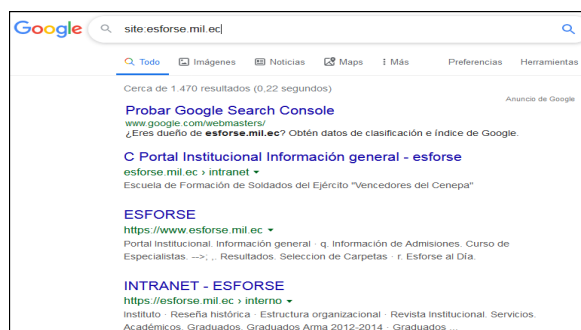 Google site:esforse.mil.ec
Todo Imágenes Noticias Maps Más Preferencias Herramientas
Cerca de 1.470 resultados (0,22 segundos)
Anuncio de Google
Probar Google Search Console
www.google.com/webmasters/
¿Eres dueño de esforse.mil.ec? Obtén datos de clasificación e índice de Google.
C Portal Institucional Información general - esforse
esforse.mil.ec › intranet
Escuela de Formación de Soldados del Ejército "Vencedores del Cenepa"
ESFORSE
https://www.esforse.mil.ec
Portal Institucional. Información general · q. Información de Admisiones. Curso de
Especialistas. -->; ,. Resultados. Seleccion de Carpetas · r. Esforse al Día.
INTRANET - ESFORSE
https://esforse.mil.ec › interno
Instituto · Reseña histórica · Estructura organizacional · Revista Institucional. Servicios.
Académicos. Graduados. Graduados Arma 2012-2014 · Graduados ...